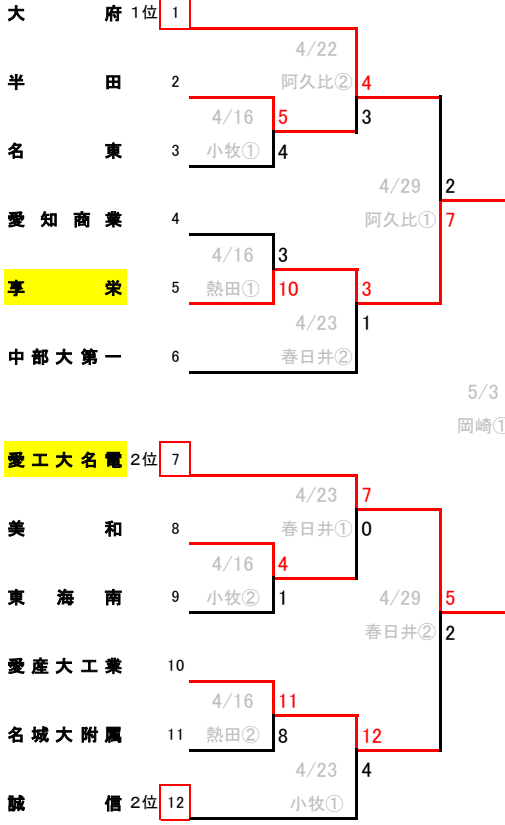 大府 1位 1
4/22
半田 2 阿久比② 4
4/16 5 3
名東 3 小牧① 4
4/29 2
愛知商業 4 阿久比① 7
4/16 3
享栄 5 熱田① 10 3
4/23 1
中部大第一 6 春日井②
5/3
岡崎①
愛工大名電 2位 7
4/23 7
美和 8 春日井① 0
4/16 4
東海南 9 小牧② 1 4/29 5
春日井② 2
愛産大工業 10
4/16 11
名城大附属 11 熱田② 8 12
4/23 4
誠信 2位 12 小牧①